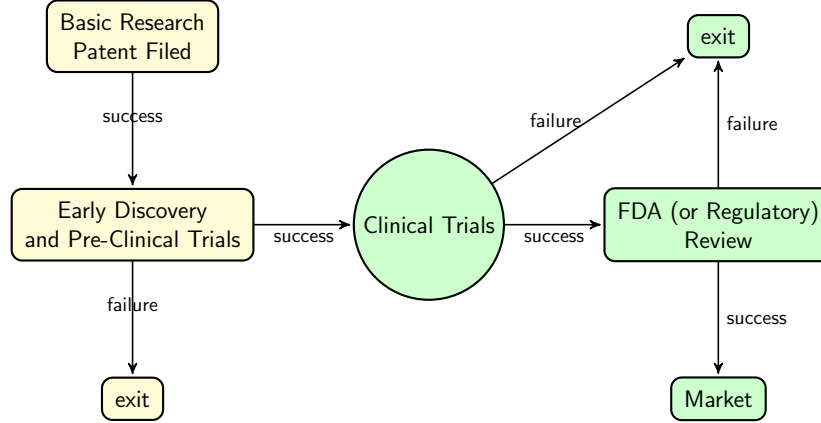 Basic Research
Patent Filed
exit
success
failure
failure
Early Discovery
and Pre-Clinical Trials
success
Clinical Trials
success
FDA (or Regulatory)
Review
failure
success
exit
Market